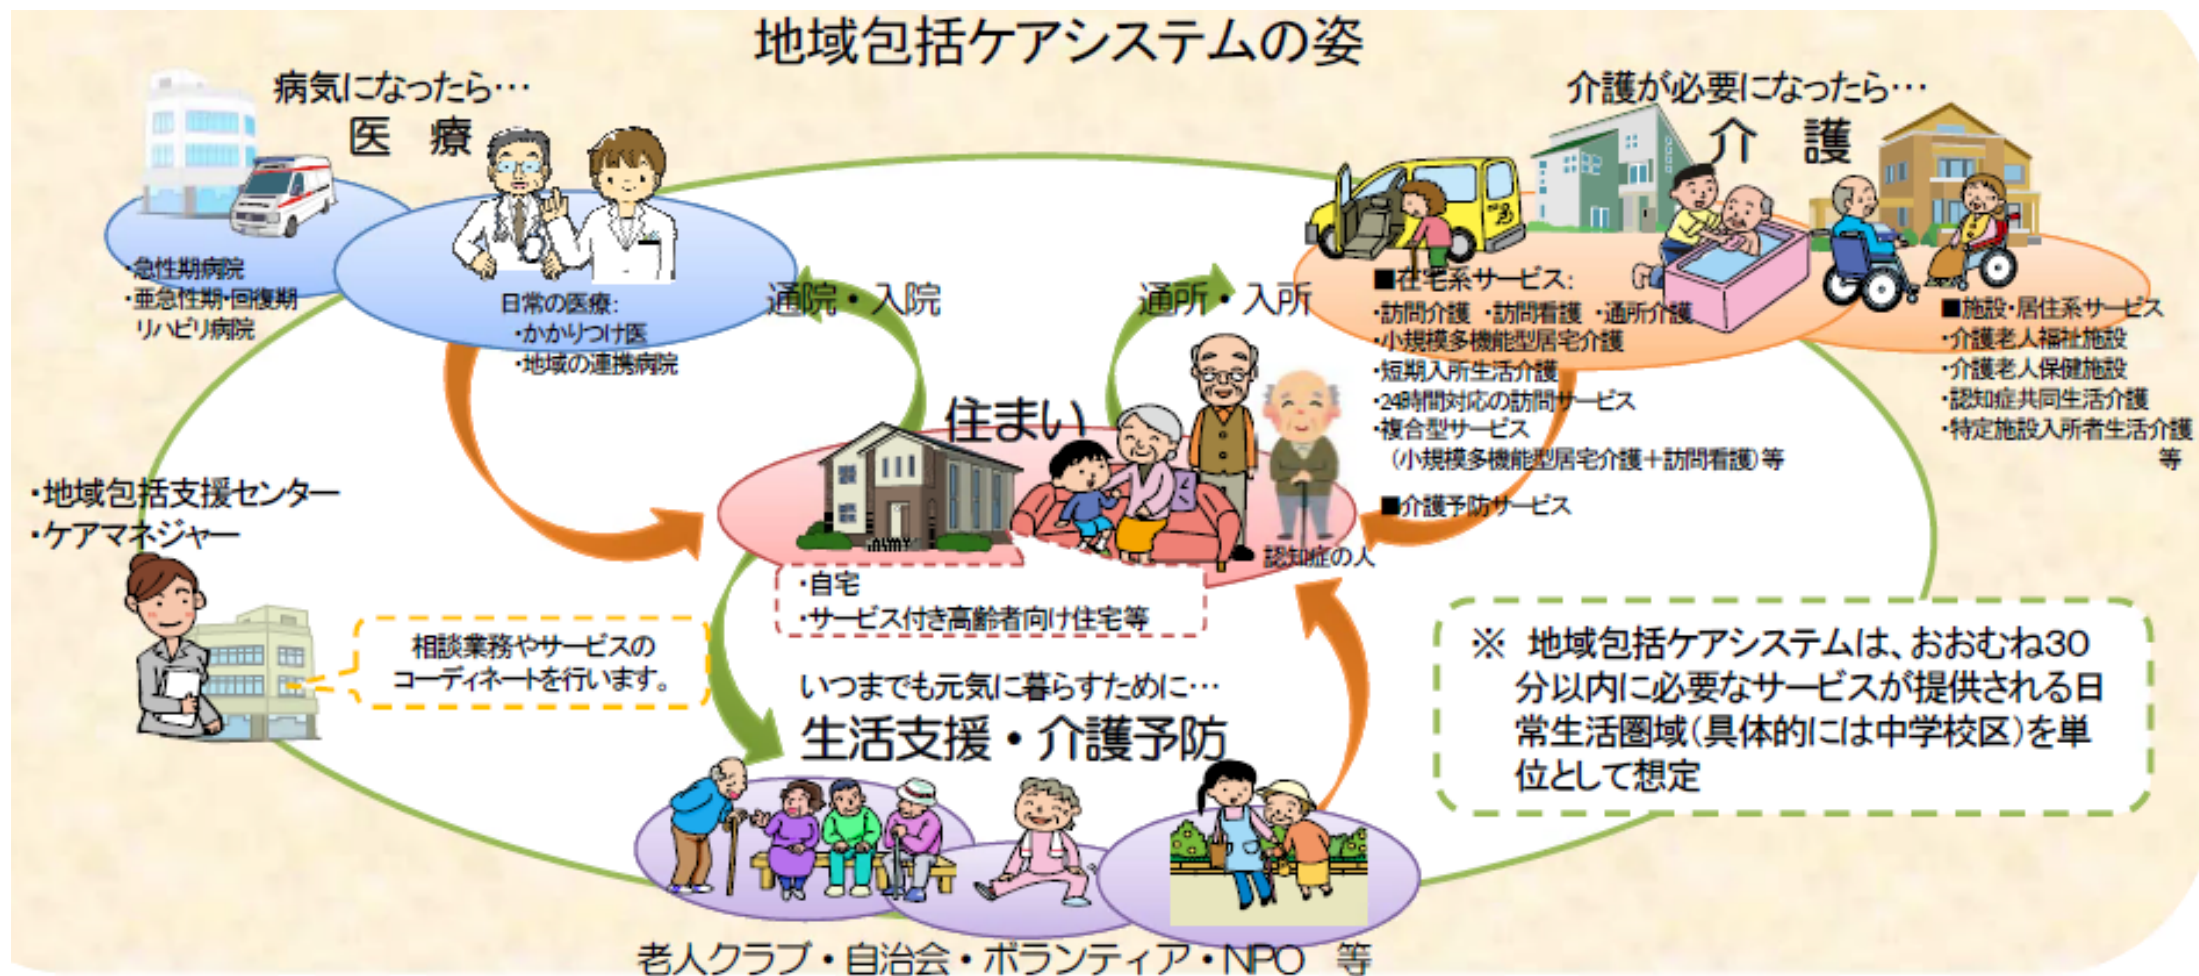 地域包括ケアシステムの姿
病気になったら…
医　療
・急性期病院
・亜急性期・回復期
リハビリ病院
日常の医療：
・かかりつけ医
・地域の連携病院
通院・入院
通所・入所
介護が必要になったら…
介　護
■在宅系サービス：
・訪問介護　・訪問看護　・通所介護
・小規模多機能型居宅介護
・短期入所生活介護
・24時間対応の訪問サービス
・複合型サービス
（小規模多機能型居宅介護＋訪問看護）等
■介護予防サービス
■施設・居住系サービス
・介護老人福祉施設
・介護老人保健施設
・認知症共同生活介護
・特定施設入所者生活介護
等
住まい
認知症の人
・自宅
・サービス付き高齢者向け住宅等
・地域包括支援センター
・ケアマネジャー
相談業務やサービスの
コーディネートを行います。
いつまでも元気に暮らすために…
生活支援・介護予防
老人クラブ・自治会・ボランティア・NPO　等
※　地域包括ケアシステムは、おおむね30
分以内に必要なサービスが提供される日
常生活圏域（具体的には中学校区）を単
位として想定